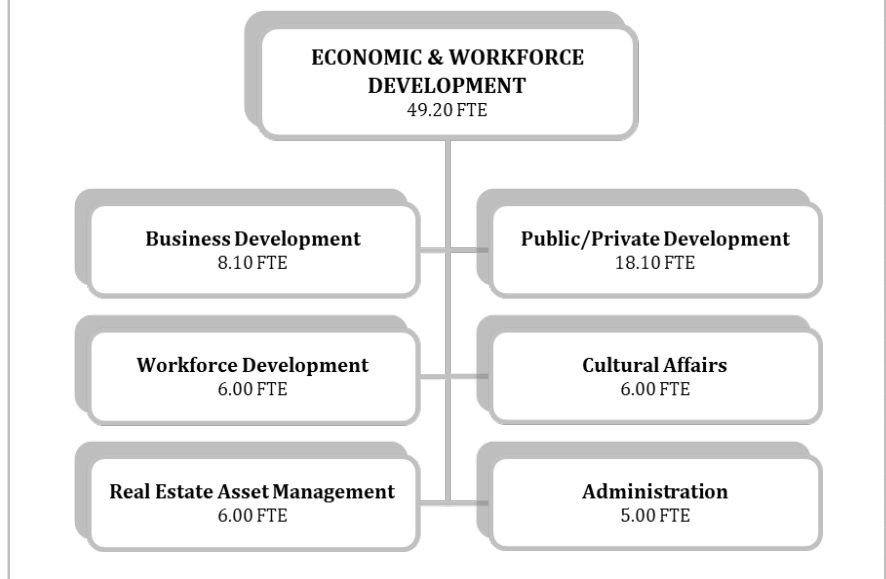 ECONOMIC & WORKFORCE
DEVELOPMENT
49.20 FTE
Business Development
8.10 FTE
Public/Private Development
18.10 FTE
Workforce Development
6.00 FTE
Cultural Affairs
6.00 FTE
Real Estate Asset Management
6.00 FTE
Administration
5.00 FTE